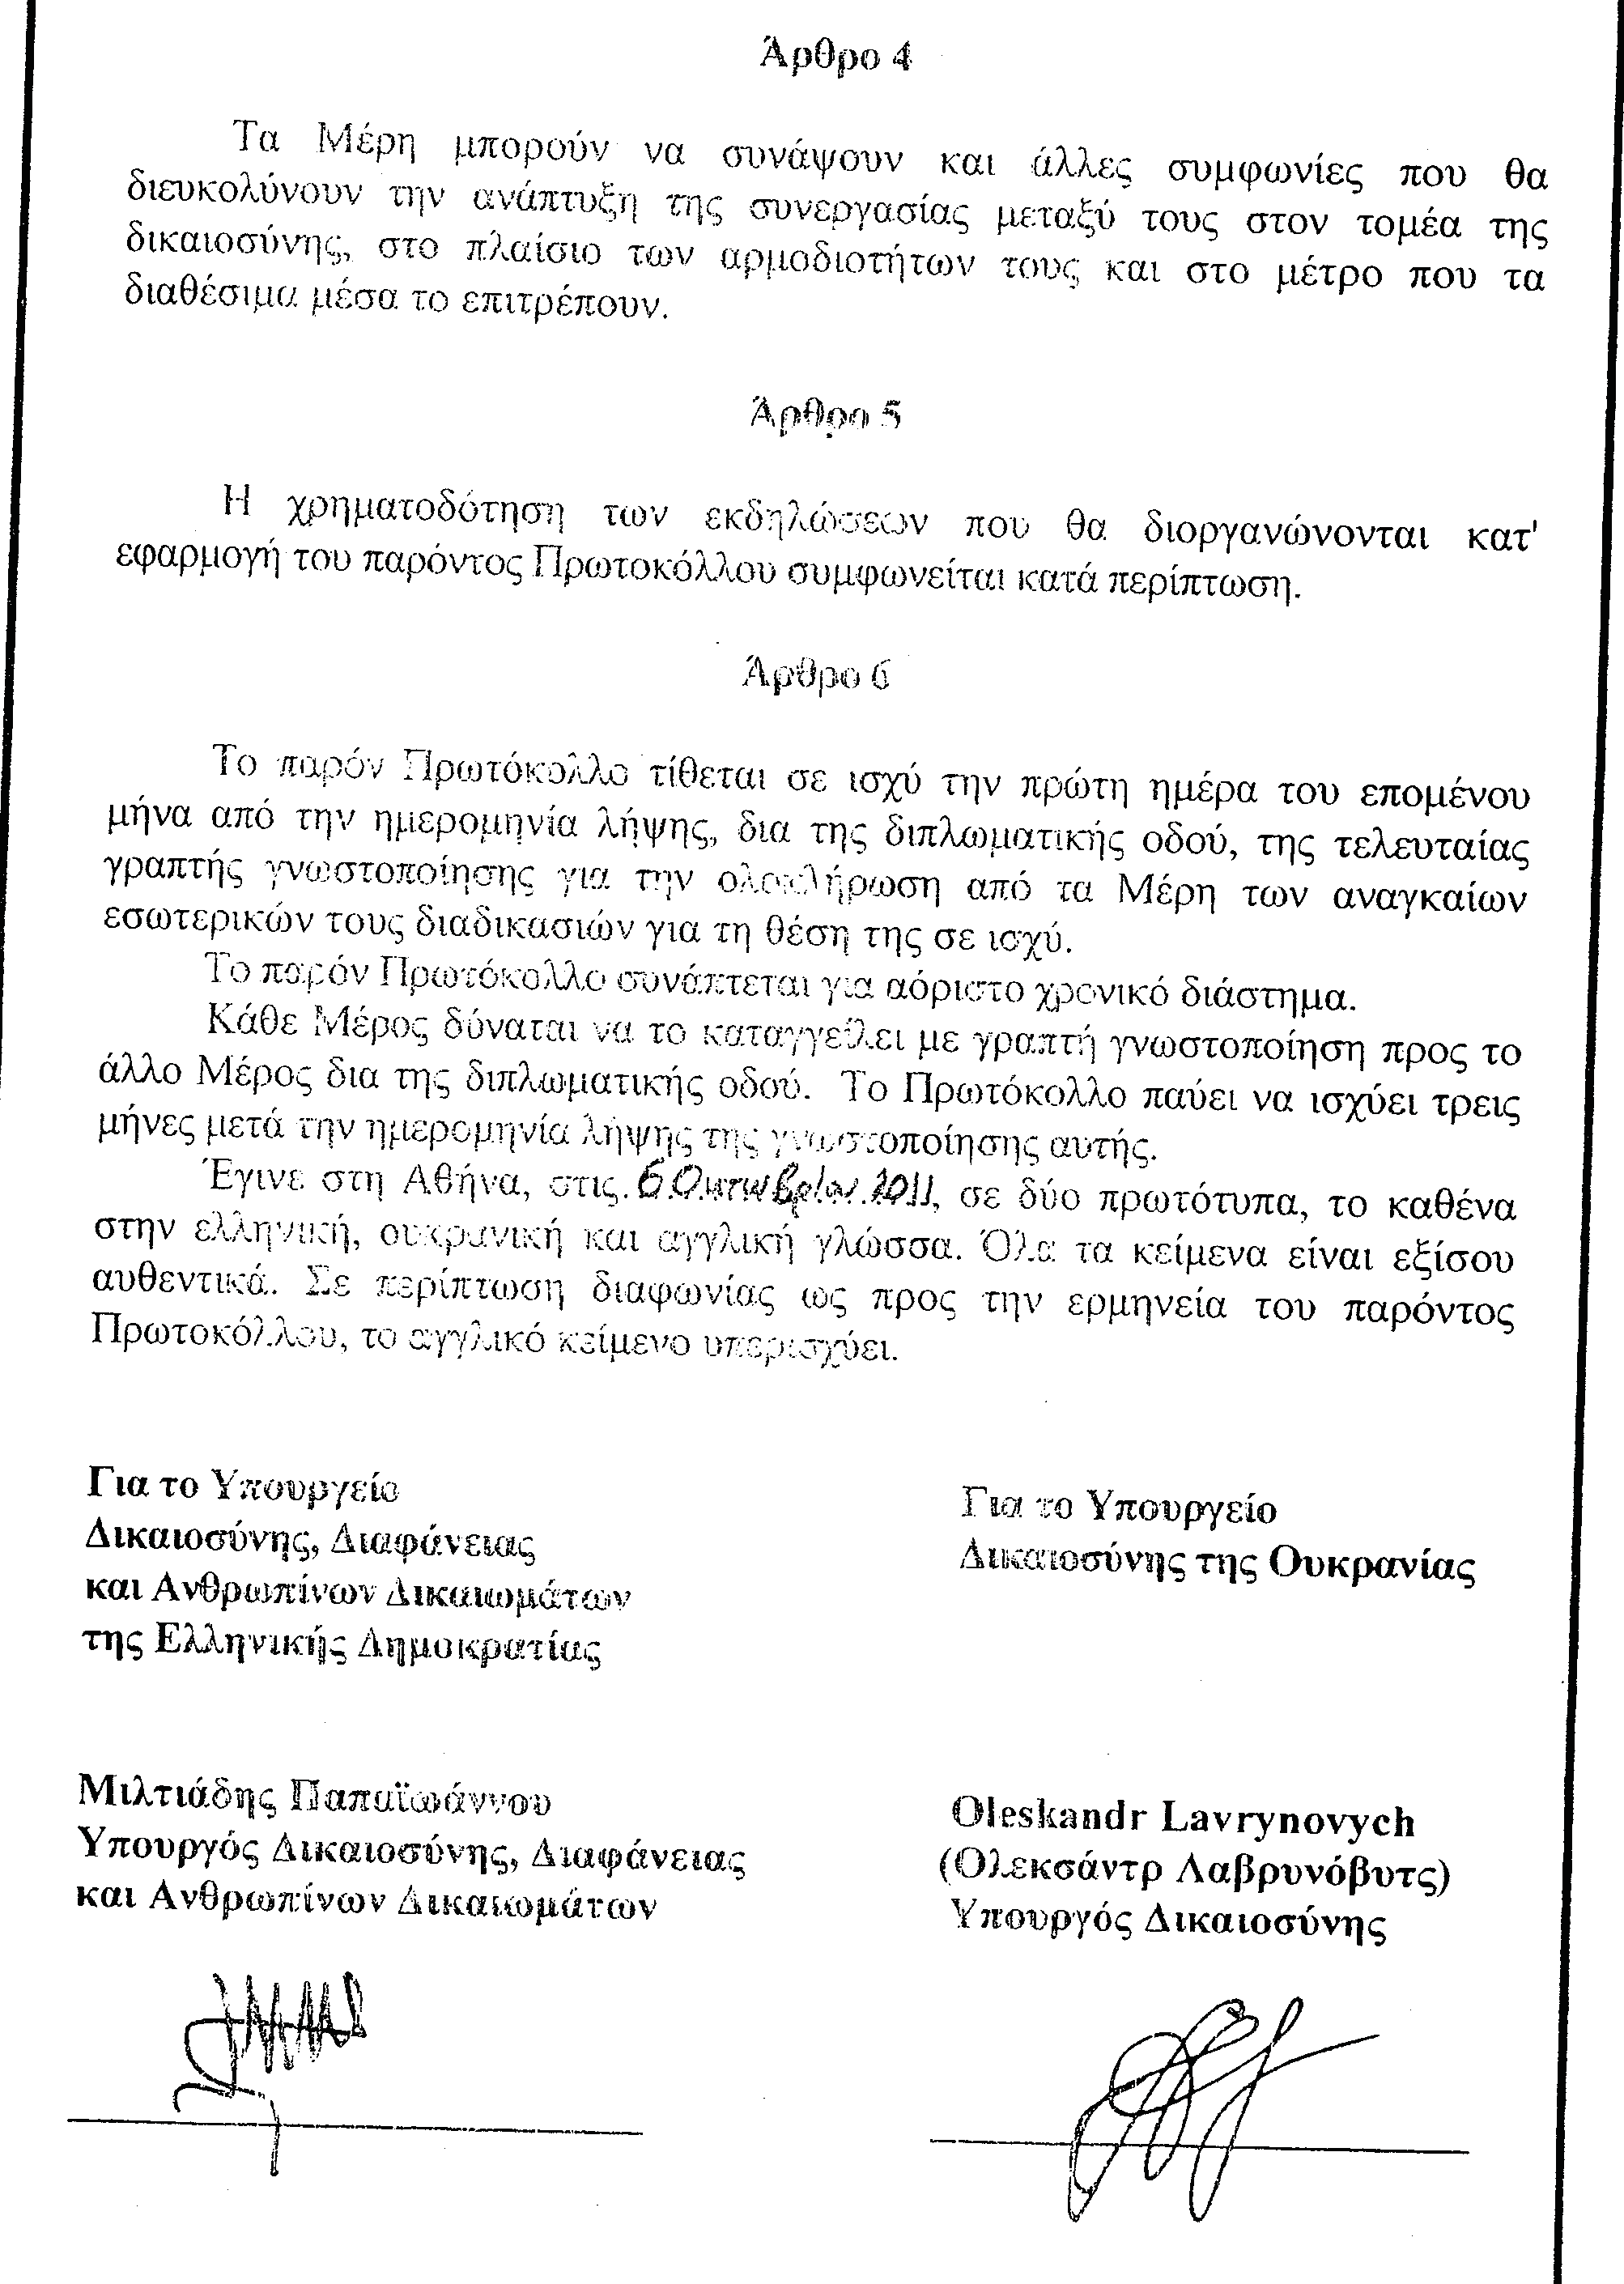 Άρθρο 4
Τα Μέρη μπορούν να συνάψουν και άλλες συμφωνίες που θα
διευκολύνουν την ανάπτυξη της συνεργασίας μεταξύ τους στον τομέα της
δικαιοσύνης, στο πλαίσιο των αρμοδιοτήτων τους και στο μέτρο που τα
διαθέσιμα μέσα το επιτρέπουν.
Άρθρο 5
Η χρηματοδότηση των εκδηλώσεων που θα διοργανώνονται κατ'
εφαρμογή του παρόντος Πρωτοκόλλου συμφωνείται κατά περίπτωση.
Άρθρο 6
Το παρόν Πρωτόκολλο τίθεται σε ισχύ την πρώτη ημέρα του επομένου
μήνα από την ημερομηνία λήψης, δια της διπλωματικής οδού, της τελευταίας
γραπτής γνωστοποίησης για την ολοκλήρωση από τα Μέρη των αναγκαίων
εσωτερικών τους διαδικασιών για τη θέση της σε ισχύ.
Το παρόν Πρωτόκολλο συνάπτεται για αόριστο χρονικό διάστημα.
Κάθε Μέρος δύναται να το καταγγείλει με γραπτή γνωστοποίηση προς το
άλλο Μέρος δια της διπλωματικής οδού. Το Πρωτόκολλο παύει να ισχύει τρεις
μήνες μετά την ημερομηνία λήψης της γνωστοποίησης αυτής.
Έγινε στη Αθήνα, στις 6 Οκτωβρίου 2011, σε δύο πρωτότυπα, το καθένα
στην ελληνική, ουκρανική και αγγλική γλώσσα. Όλα τα κείμενα είναι εξίσου
αυθεντικά. Σε περίπτωση διαφωνίας ως προς την ερμηνεία του παρόντος
Πρωτοκόλλου, το αγγλικό κείμενο υπερισχύει.
Για το Υπουργείο
Δικαιοσύνης, Διαφάνειας
και Ανθρωπίνων Δικαιωμάτων
της Ελληνικής Δημοκρατίας
Για το Υπουργείο
Δικαιοσύνης της Ουκρανίας
Μιλτιάδης Παπαϊωάννου
Υπουργός Δικαιοσύνης, Διαφάνειας
και Ανθρωπίνων Δικαιωμάτων
Oleskandr Lavrynovych
(Ολεκσάντρ Λαβρυνόβυτς)
Υπουργός Δικαιοσύνης